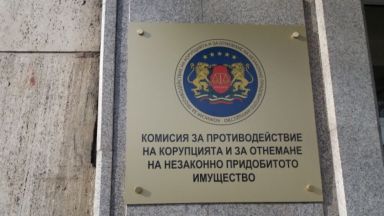 КОМИСИЯ ЗА ПРОТИВОДЕЙСТВИЕ
НА КОРУПЦИЯТА И ЗА ОТНЕМАНЕ
НА НЕЗАКОННО ПРИДОБИТОТО
ИМУЩЕСТВО